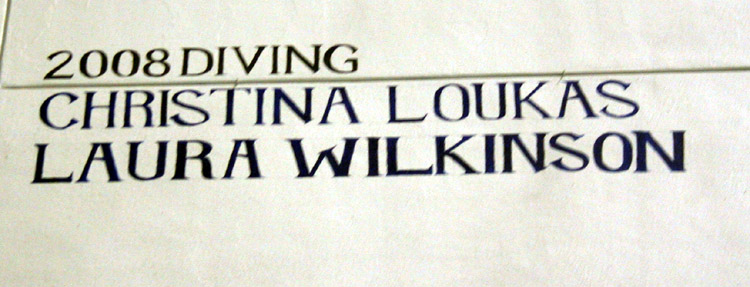 2008 DIVING
CHRISTINA LOUKAS
LAURA WILKINSON